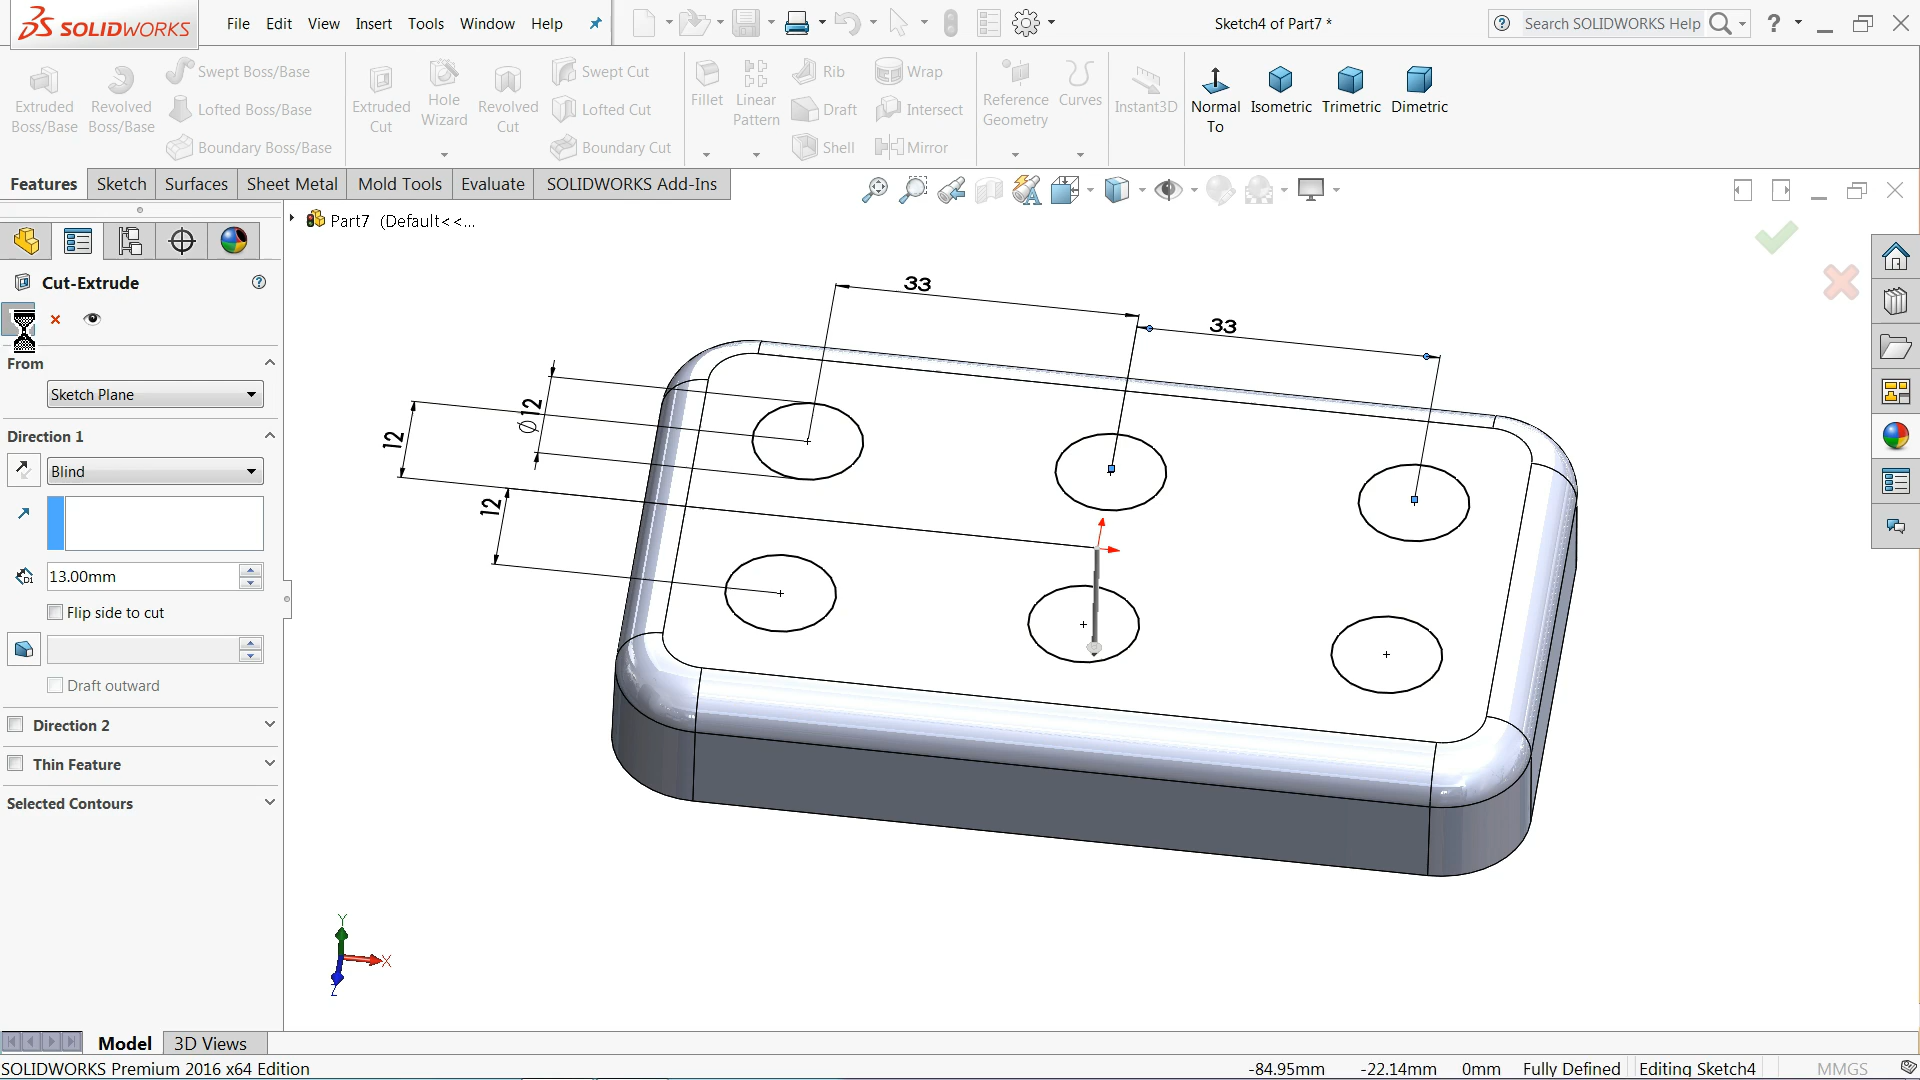 SOLIDWORKS File Edit View Insert Tools Window Help Sketch4 of Part7 * Search SOLIDWORKS Help ?
Extruded Boss/Base
Revolved Boss/Base
Swept Boss/Base
Lofted Boss/Base
Boundary Boss/Base
Extruded Cut
Hole Wizard
Revolved Cut
Swept Cut
Lofted Cut
Boundary Cut
Fillet
Linear Pattern
Rib
Draft
Shell
Wrap
Intersect
Mirror
Reference Geometry
Curves
Instant3D
Normal To
Isometric
Trimetric
Dimetric
Features Sketch Surfaces Sheet Metal Mold Tools Evaluate SOLIDWORKS Add-Ins
Part7 (Default<<...
Cut-Extrude
From
Sketch Plane
Direction 1
Blind
13.00mm
Flip side to cut
Draft outward
Direction 2
Thin Feature
Selected Contours
33
33
Ø12
12
12
Y
X
Z
Model 3D Views
SOLIDWORKS Premium 2016 x64 Edition -84.95mm -22.14mm 0mm Fully Defined Editing Sketch4 MMGS